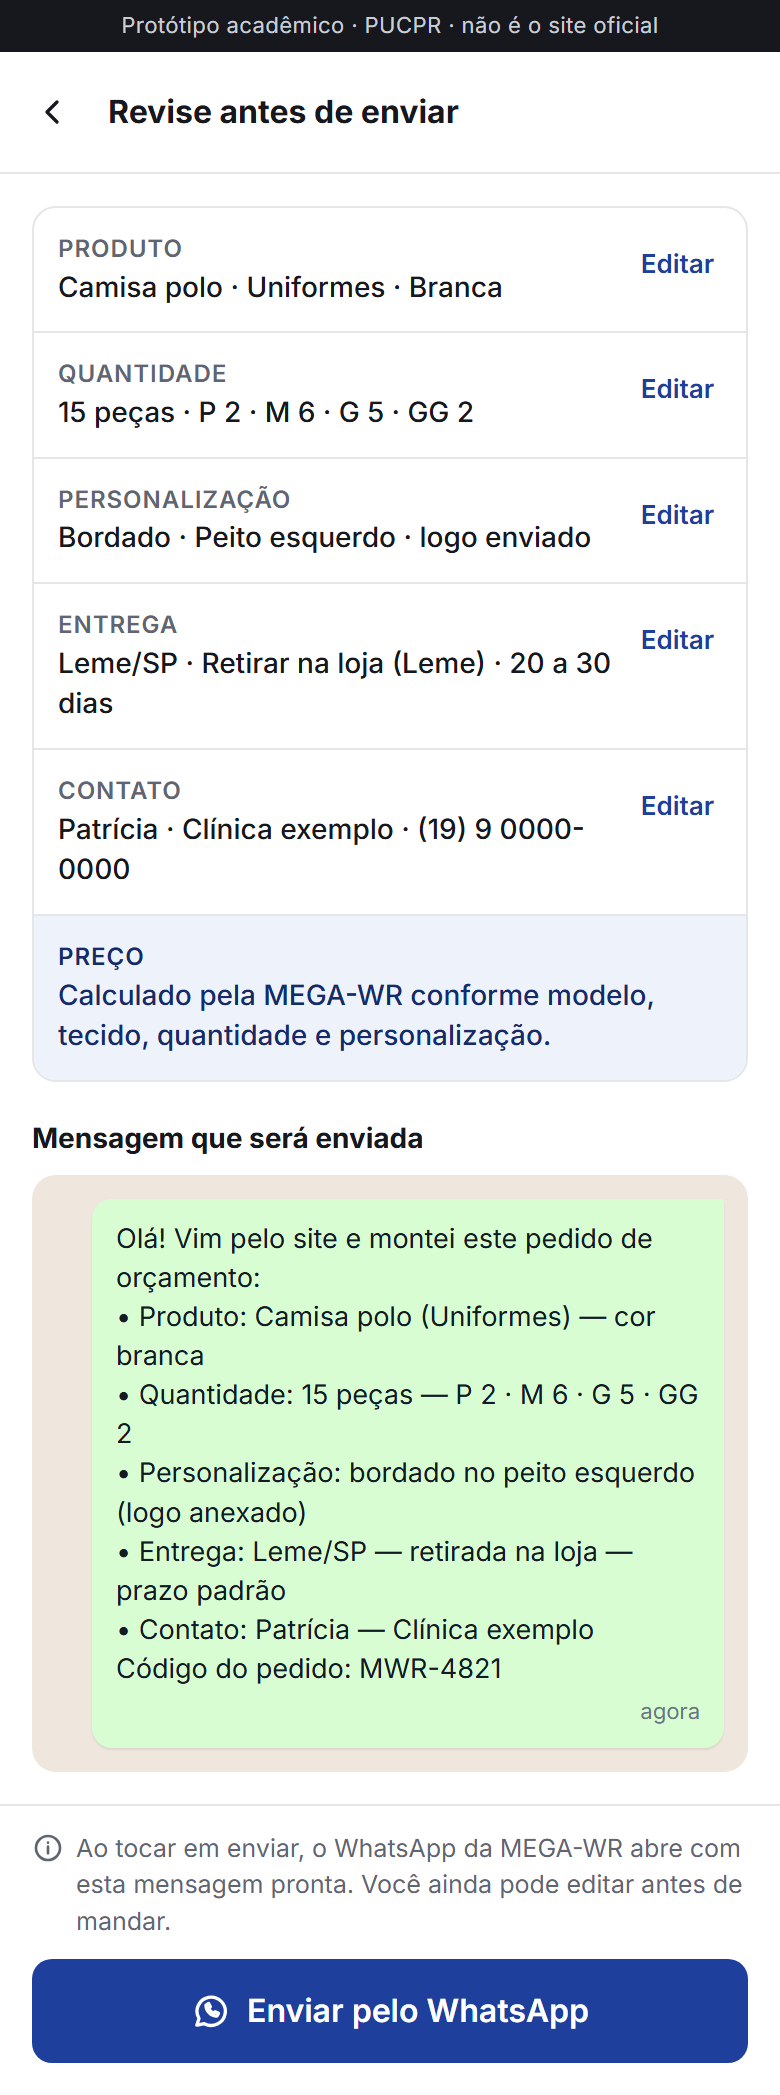 Protótipo acadêmico · PUCPR · não é o site oficial
Revise antes de enviar
PRODUTO
Camisa polo · Uniformes · Branca
Editar
QUANTIDADE
15 peças · P 2 · M 6 · G 5 · GG 2
Editar
PERSONALIZAÇÃO
Bordado · Peito esquerdo · logo enviado
Editar
ENTREGA
Leme/SP · Retirar na loja (Leme) · 20 a 30
dias
Editar
CONTATO
Patrícia · Clínica exemplo · (19) 9 0000-
0000
Editar
PREÇO
Calculado pela MEGA-WR conforme modelo,
tecido, quantidade e personalização.
Mensagem que será enviada
Olá! Vim pelo site e montei este pedido de
orçamento:
• Produto: Camisa polo (Uniformes) — cor
branca
• Quantidade: 15 peças — P 2 · M 6 · G 5 · GG
2
• Personalização: bordado no peito esquerdo
(logo anexado)
• Entrega: Leme/SP — retirada na loja —
prazo padrão
• Contato: Patrícia — Clínica exemplo
Código do pedido: MWR-4821
agora
Ao tocar em enviar, o WhatsApp da MEGA-WR abre com
esta mensagem pronta. Você ainda pode editar antes de
mandar.
Enviar pelo WhatsApp